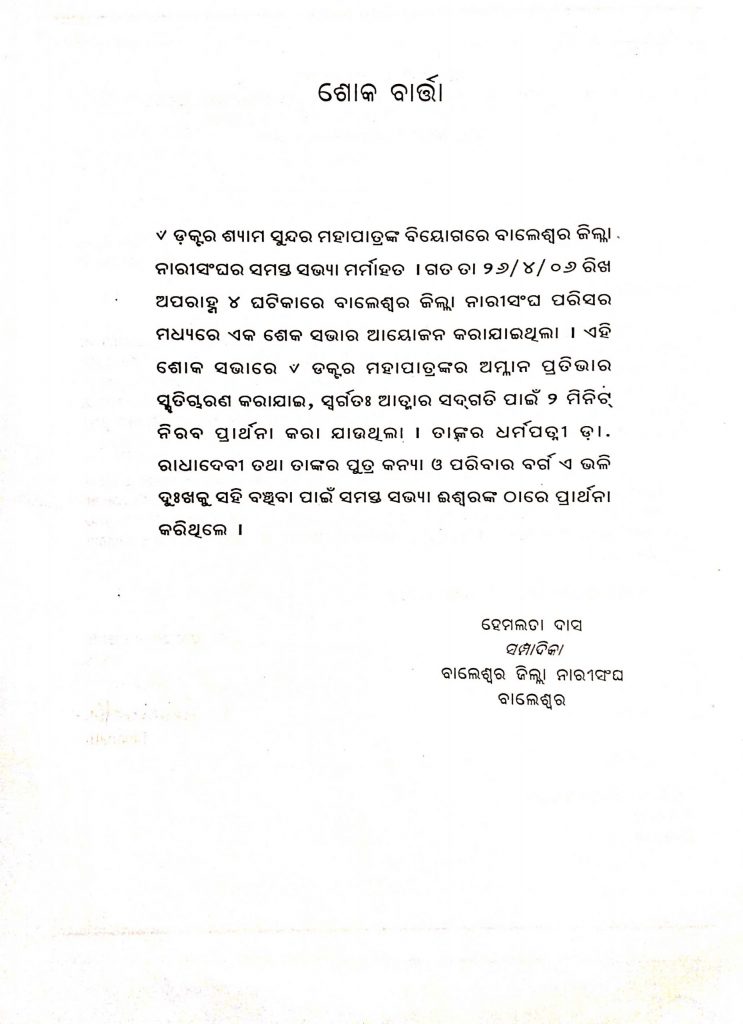 ଶୋକ ବାର୍ତ୍ତା
୰ ଡ଼କ୍ଟର ଶ୍ୟାମ ସୁନ୍ଦର ମହାପାତ୍ରଙ୍କ ବିୟୋଗରେ ବାଲେଶ୍ୱର ଜିଲ୍ଲା
ନାରୀସଂଘର ସମସ୍ତ ସଭ୍ୟା ମର୍ମାହତ । ଗତ ତା ୨୬/୪/୦୬ ରିଖ
ଅପରାହ୍ନ ୪ ଘଟିକାରେ ବାଲେଶ୍ୱର ଜିଲ୍ଲା ନାରୀସଂଘ ପରିସର
ମଧ୍ୟରେ ଏକ ଶେକ ସଭାର ଆୟୋଜନ କରାଯାଇଥିଲା । ଏହି
ଶୋକ ସଭାରେ ୰ ଡକ୍ଟର ମହାପାତ୍ରଙ୍କର ଅମ୍ଳାନ ପ୍ରତିଭାର
କରାଯାଇ, ସ୍ୱର୍ଗତଃ ଆତ୍ମାର ସଦ୍‌ଗତି ପାଇଁ ୨ ମିନିଟ୍
ନିରବ ପ୍ରାର୍ଥନା କରା ଯାଉଥିଲା । ତାଙ୍କର ଧର୍ମପତ୍ନୀ ଡ଼ା.
ରାଧାଦେବୀ ତଥା ତାଙ୍କର ପୁତ୍ର କନ୍ୟା ଓ ପରିବାର ବର୍ଗ ଏ ଭଳି
ଦୁଃଖକୁ ସହି ବଞ୍ଚିବା ପାଇଁ ସମସ୍ତ ସଭ୍ୟା ଈଶ୍ୱରଙ୍କ ଠାରେ ପ୍ରାର୍ଥନା
କରିଥିଲେ ।
ହେମଲତା ଦାସ
ସମ୍ପାଦିକା
ବାଲେଶ୍ୱର ଜିଲ୍ଲା ନାରୀସଂଘ
ବାଲେଶ୍ୱର